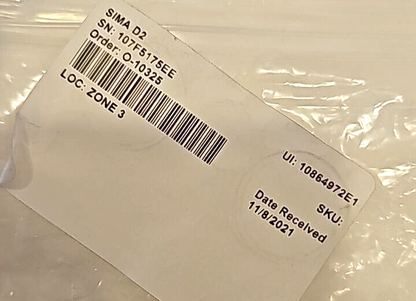 SIMA D2
SN: 107F5175EE
Order: O-10325
LOC: ZONE 3
UI: 10864972E1
SKU:
Date Received
11/8/2021